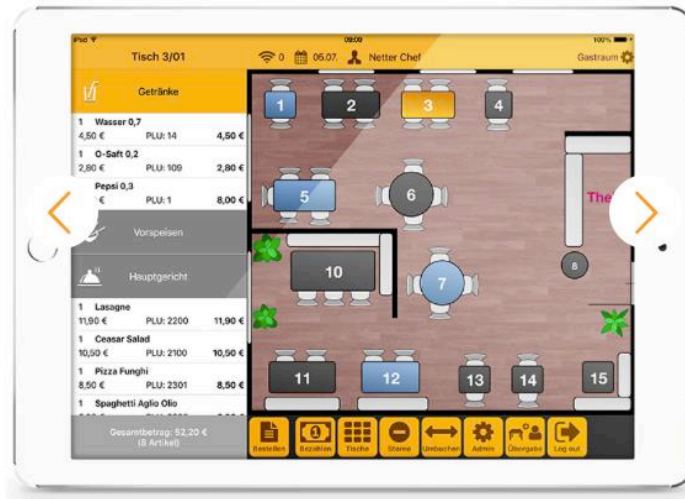 iPad
09:00
100%
Tisch 3/01
0
05.07.
Netter Chef
Gastraum
Getränke
1 Wasser 0,7
4,50 € PLU: 14 4,50 €
1 O-Saft 0,2
2,80 € PLU: 109 2,80 €
Pepsi 0,3
€ PLU: 1 8,00 €
Vorspeisen
Hauptgericht
1 Lasagne
11,90 € PLU: 2200 11,90 €
1 Ceasar Salad
10,50 € PLU: 2100 10,50 €
1 Pizza Funghi
8,50 € PLU: 2301 8,50 €
1 Spaghetti Aglio Olio
Gesamtbetrag: 52,20 €
(8 Artikel)
1 2 3 4
5 6
The
10 7 8
11 12 13 14 15
Bestellen Bezahlen Tische Storno Umbuchen Admin Übergabe Log out